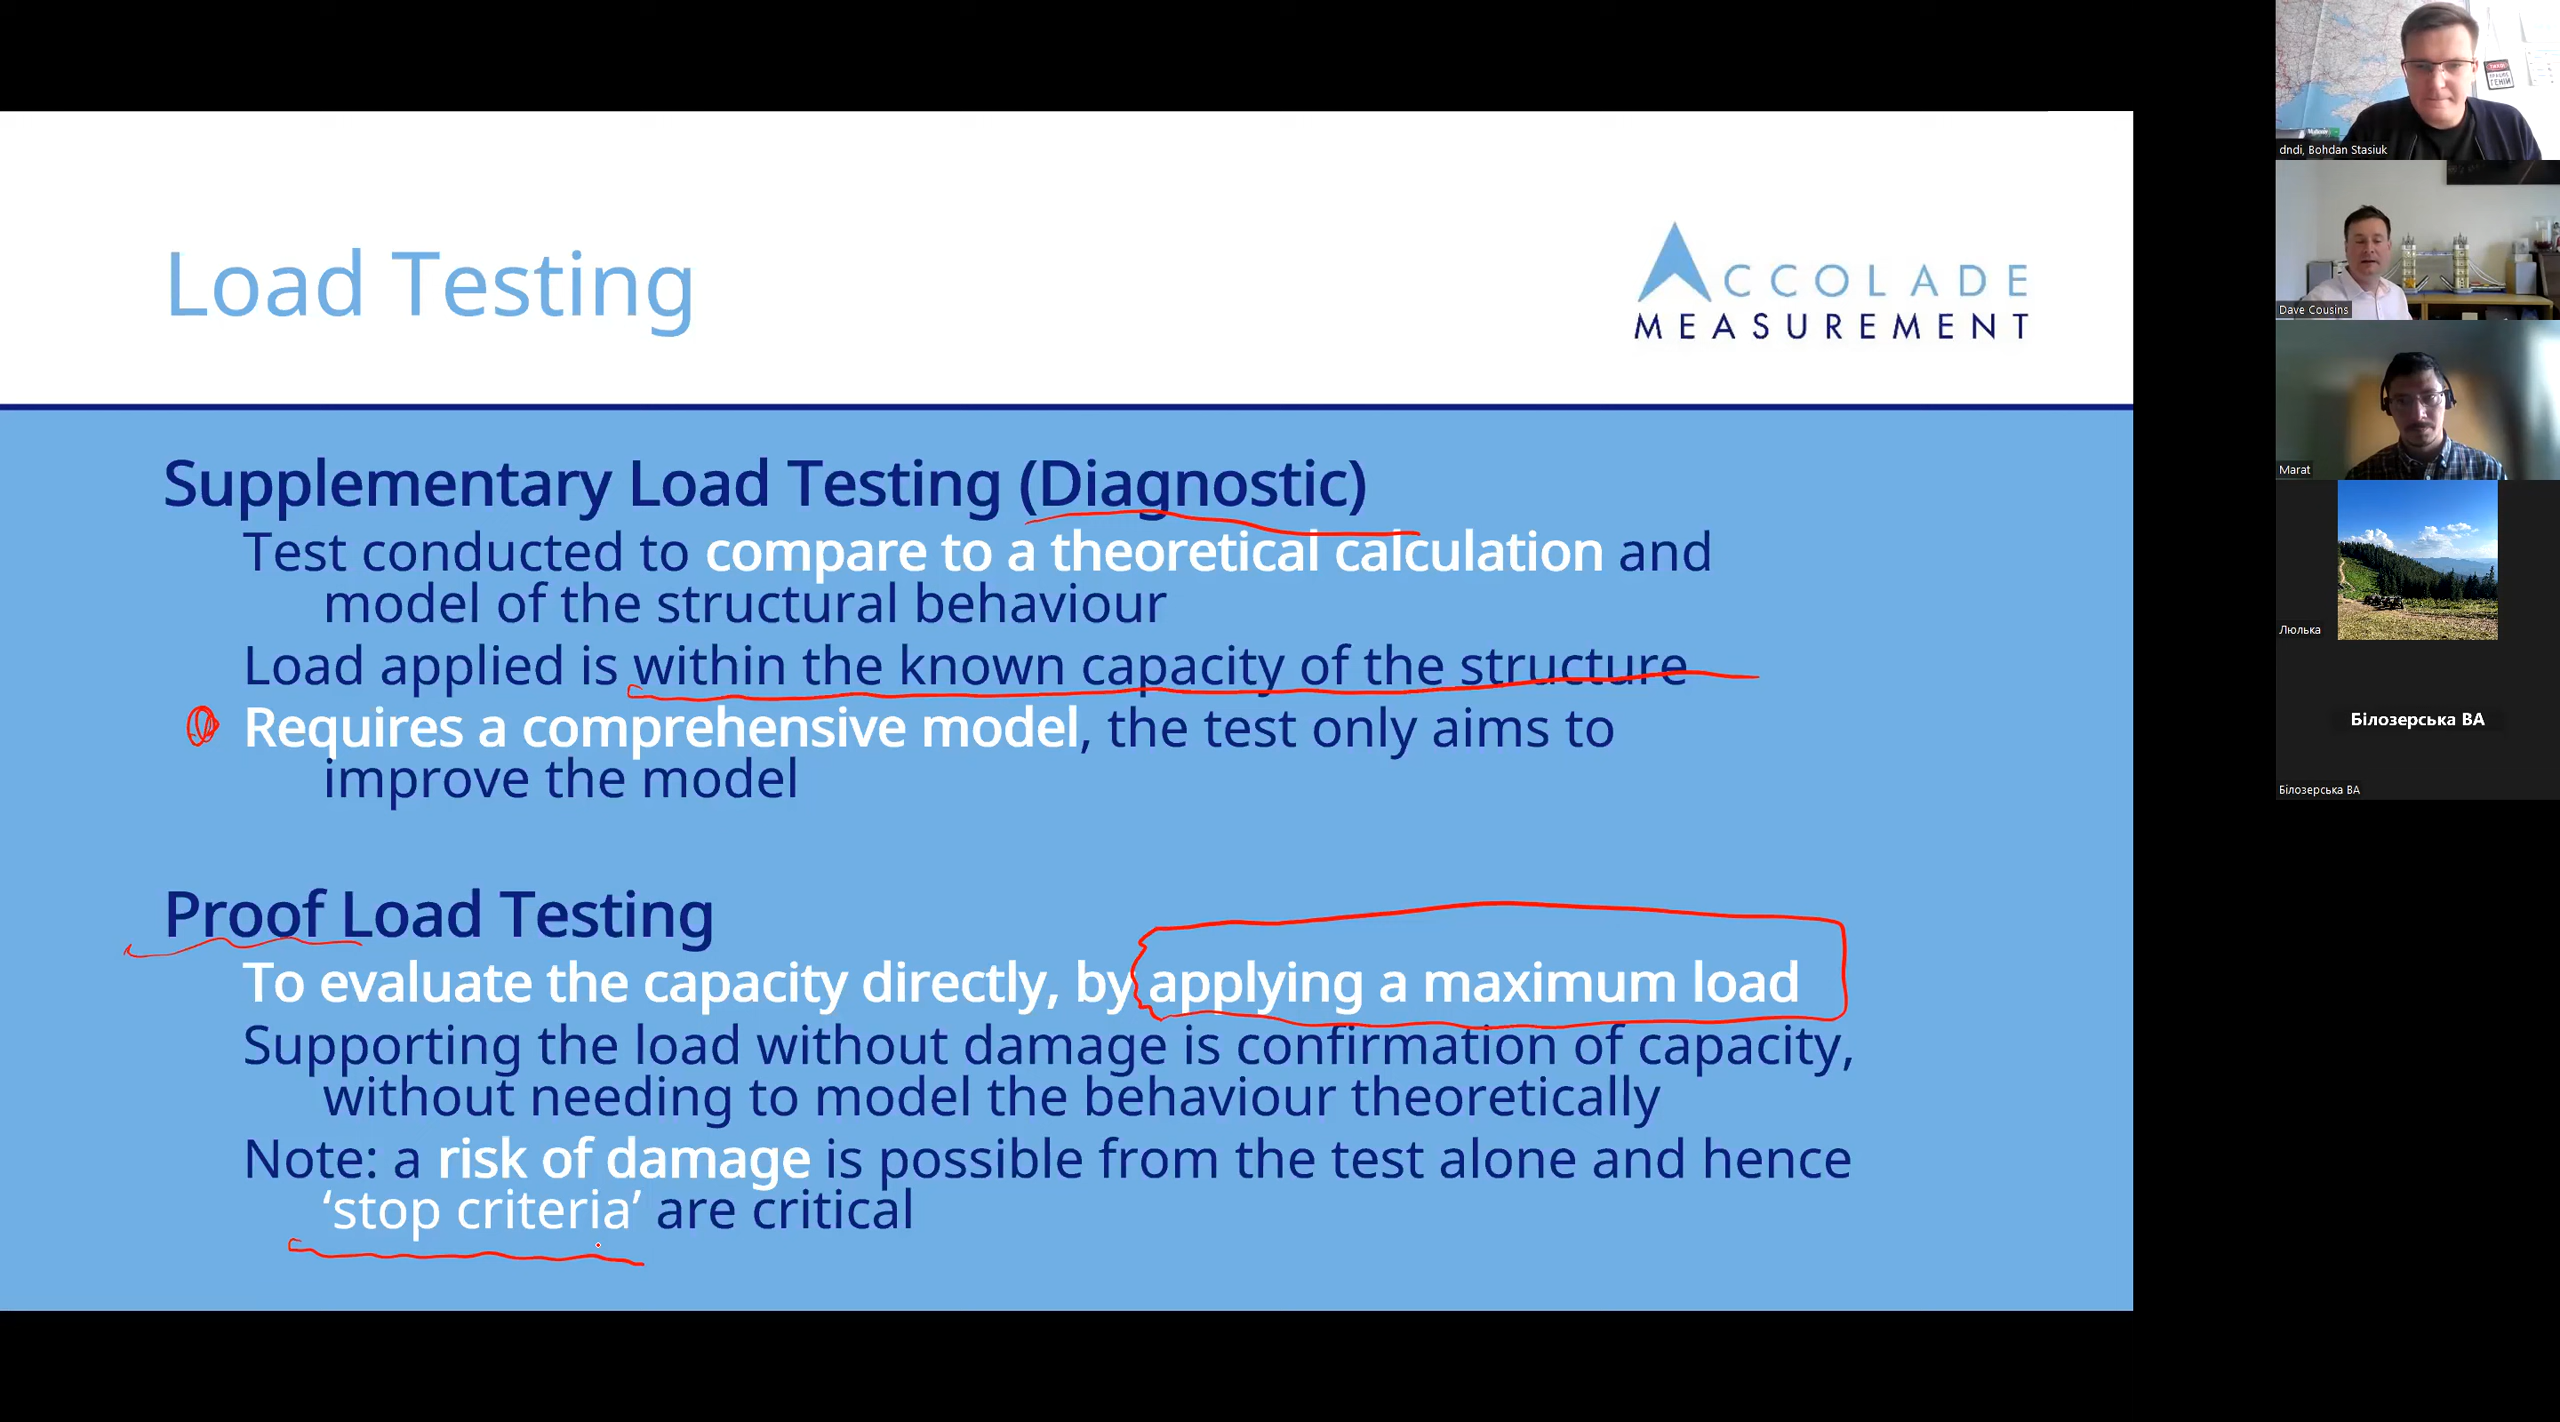 Load Testing
ACCOLADE
MEASUREMENT
Supplementary Load Testing (Diagnostic)
Test conducted to compare to a theoretical calculation and
model of the structural behaviour
Load applied is within the known capacity of the structure
Requires a comprehensive model, the test only aims to
improve the model
Proof Load Testing
To evaluate the capacity directly, by applying a maximum load
Supporting the load without damage is confirmation of capacity,
without needing to model the behaviour theoretically
Note: a risk of damage is possible from the test alone and hence
‘stop criteria’ are critical
dndi, Bohdan Stasiuk
Dave Cousins
Marat
Люлька
Білозерська ВА
Білозерська ВА